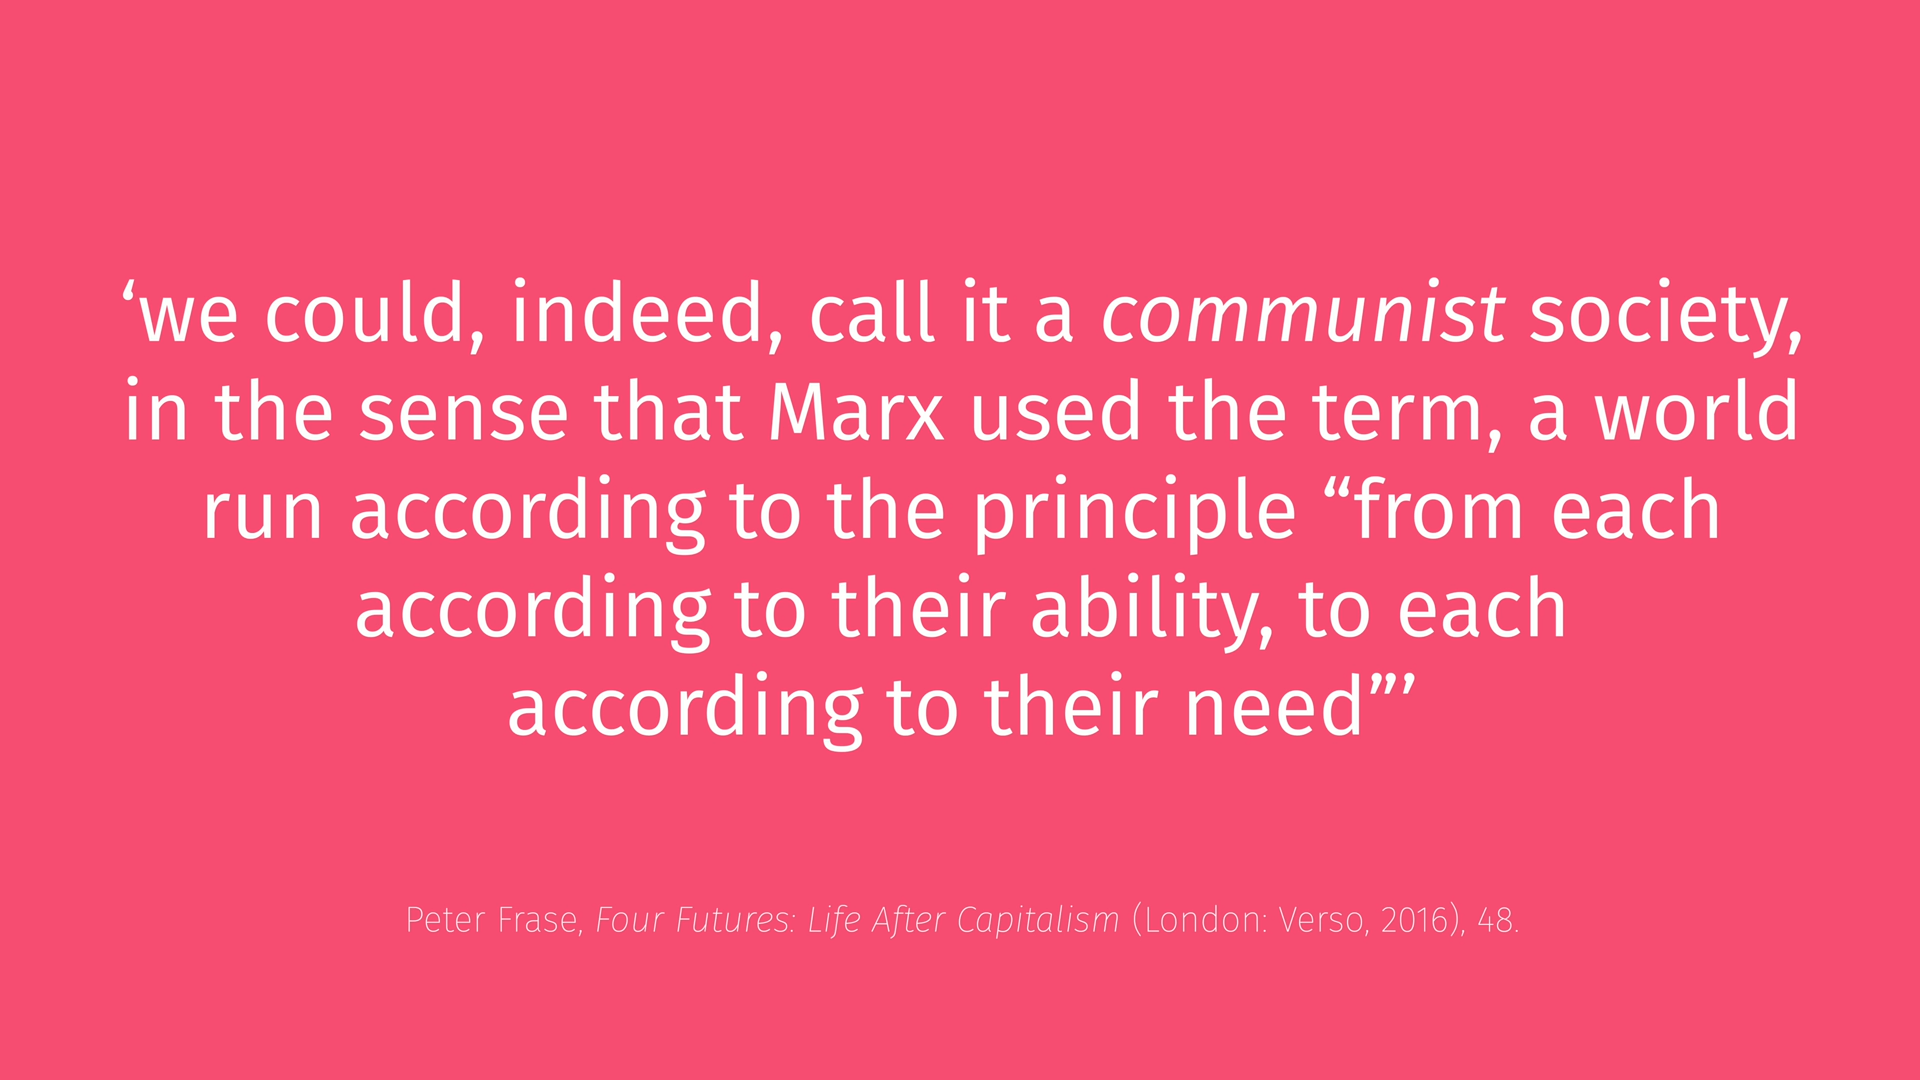 ‘we could, indeed, call it a communist society,
in the sense that Marx used the term, a world
run according to the principle “from each
according to their ability, to each
according to their need”’
Peter Frase, Four Futures: Life After Capitalism (London: Verso, 2016), 48.